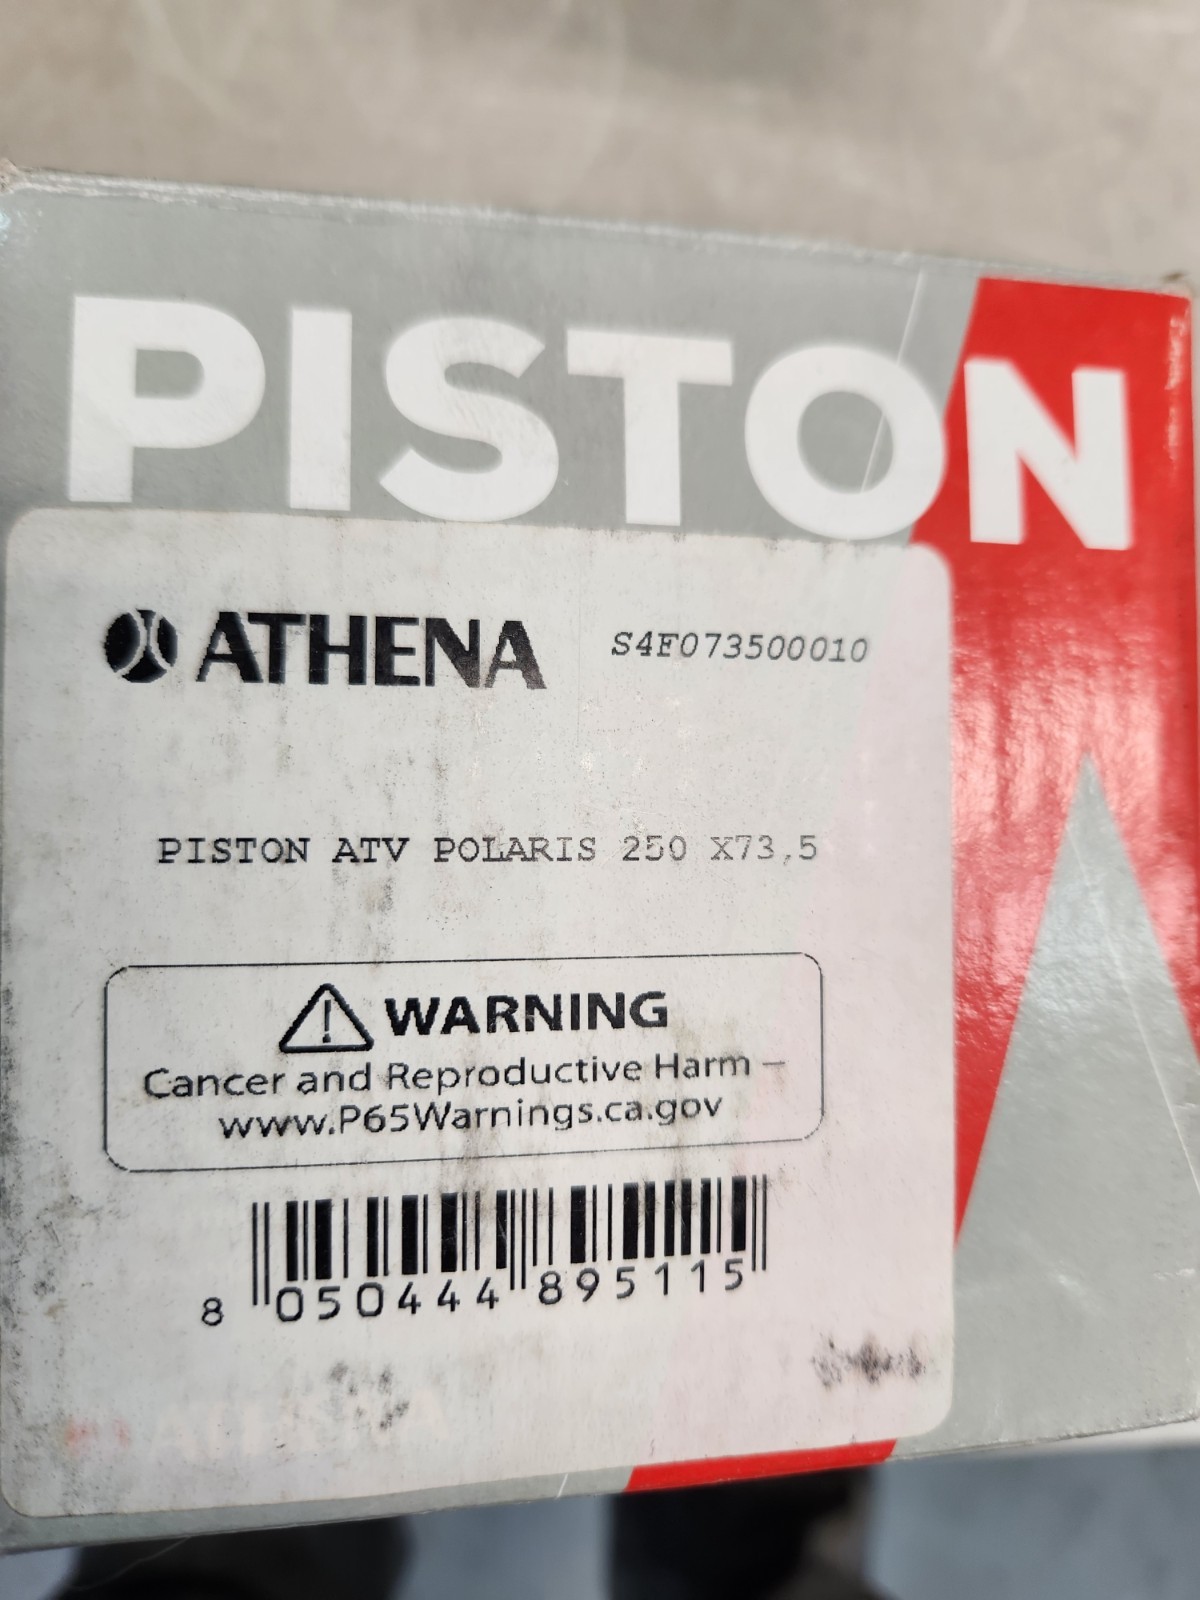 PISTON
ATHENA S4F073500010
PISTON ATV POLARIS 250 X73,5
WARNING
Cancer and Reproductive Harm –
www.P65Warnings.ca.gov
8 050444 895115